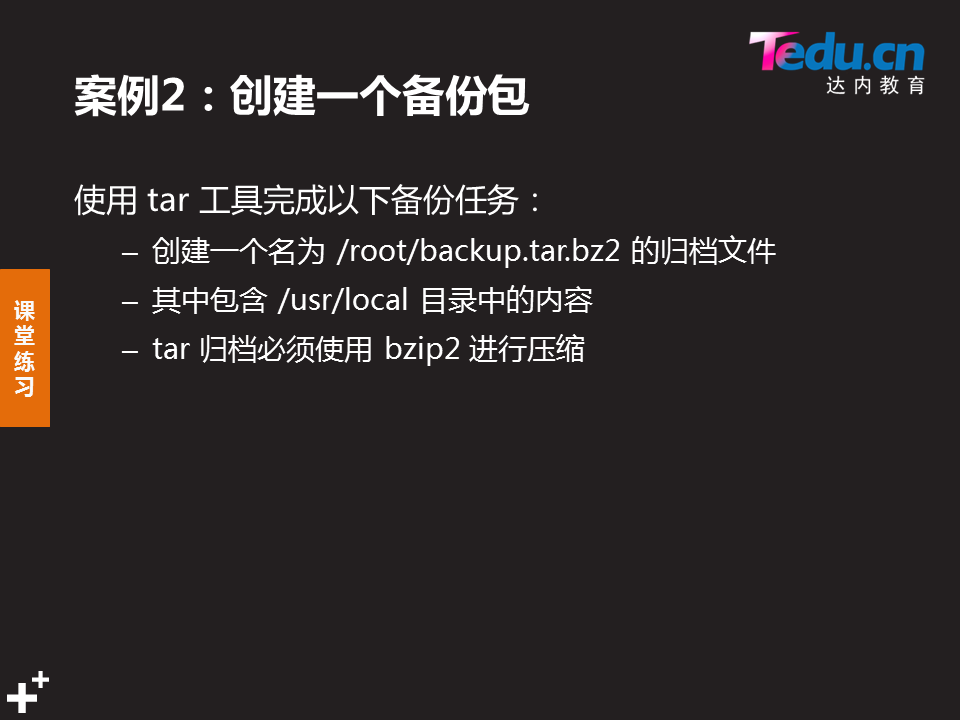 Tedu.cn
达内教育
案例2：创建一个备份包
使用 tar 工具完成以下备份任务：
– 创建一个名为 /root/backup.tar.bz2 的归档文件
– 其中包含 /usr/local 目录中的内容
– tar 归档必须使用 bzip2 进行压缩
课堂练习